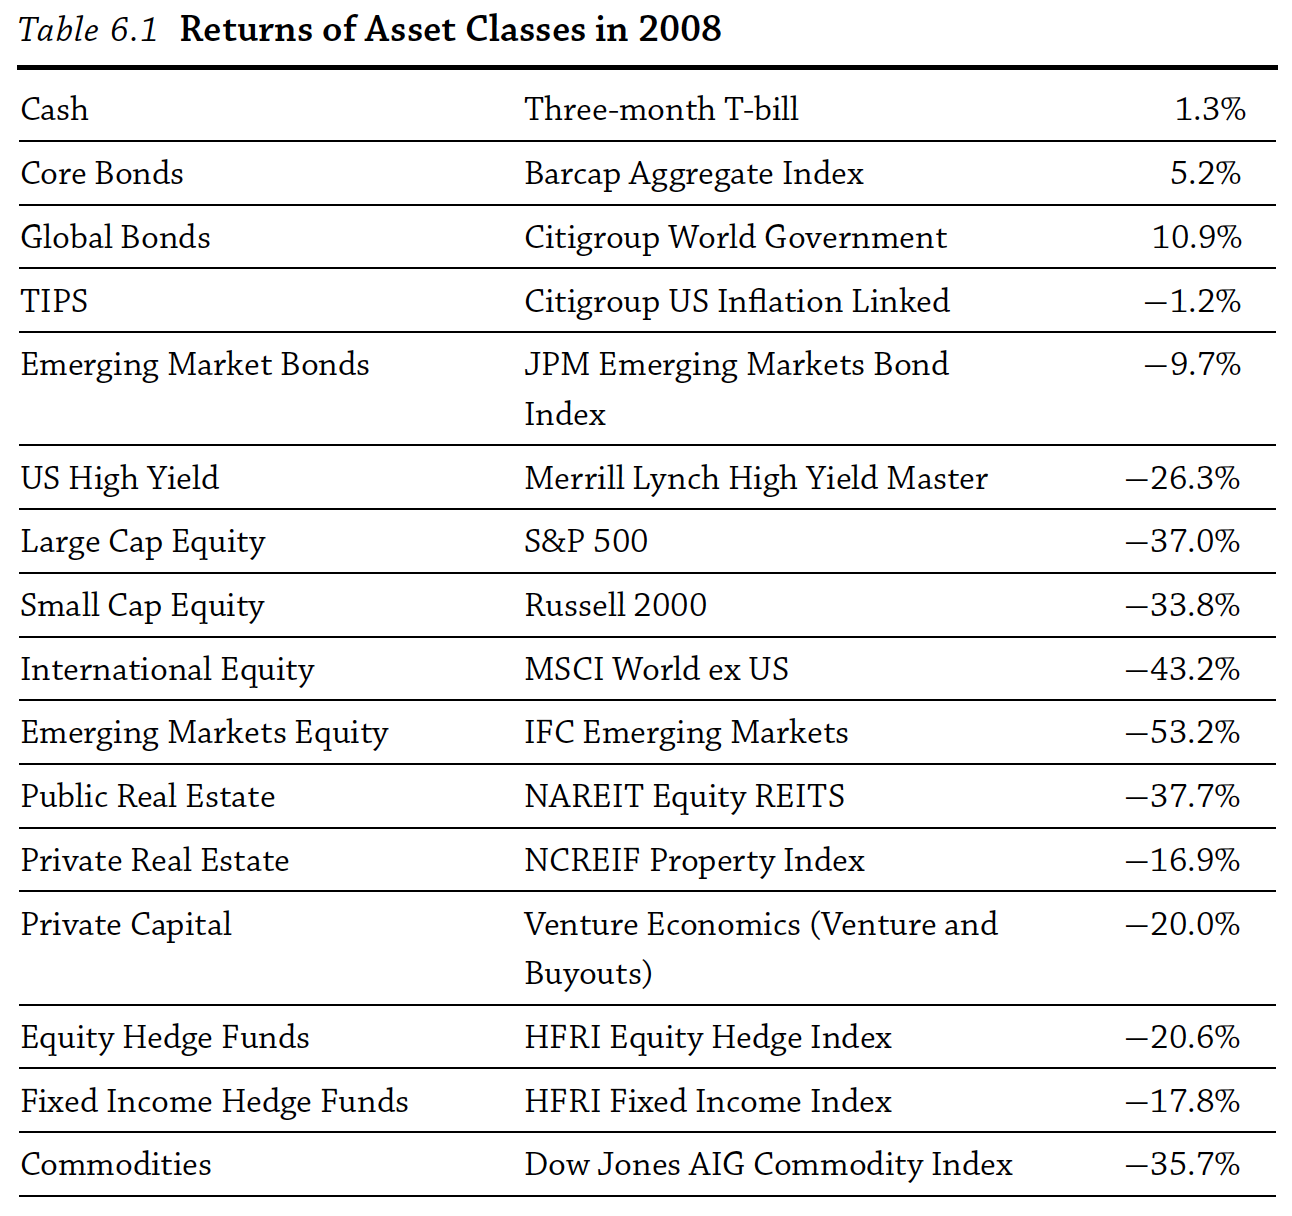 Table 6.1 Returns of Asset Classes in 2008
Cash Three-month T-bill 1.3%
Core Bonds Barcap Aggregate Index 5.2%
Global Bonds Citigroup World Government 10.9%
TIPS Citigroup US Inflation Linked −1.2%
Emerging Market Bonds JPM Emerging Markets Bond −9.7%
Index
US High Yield Merrill Lynch High Yield Master −26.3%
Large Cap Equity S&P 500 −37.0%
Small Cap Equity Russell 2000 −33.8%
International Equity MSCI World ex US −43.2%
Emerging Markets Equity IFC Emerging Markets −53.2%
Public Real Estate NAREIT Equity REITS −37.7%
Private Real Estate NCREIF Property Index −16.9%
Private Capital Venture Economics (Venture and −20.0%
Buyouts)
Equity Hedge Funds HFRI Equity Hedge Index −20.6%
Fixed Income Hedge Funds HFRI Fixed Income Index −17.8%
Commodities Dow Jones AIG Commodity Index −35.7%